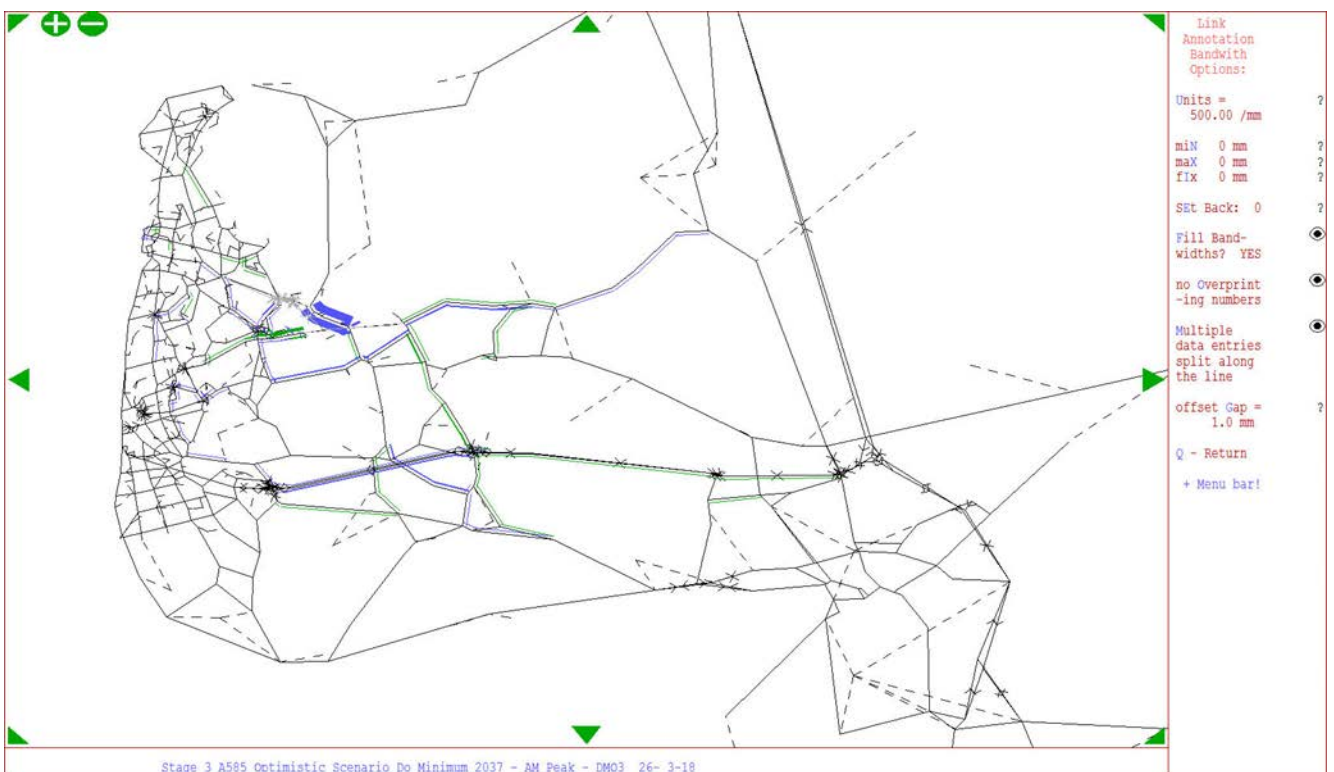 Link
Annotation
Bandwith
Options:
Units = ?
500.00 /mm
miN 0 mm ?
maX 0 mm ?
fIx 0 mm ?
SEt Back: 0 ?
Fill Band-
widths? YES
no Overprint
-ing numbers
Multiple
data entries
split along
the line
offset Gap = ?
1.0 mm
Q - Return
+ Menu bar!
Stage 3 A585 Optimistic Scenario Do Minimum 2037 - AM Peak - DMO3 26- 3-18